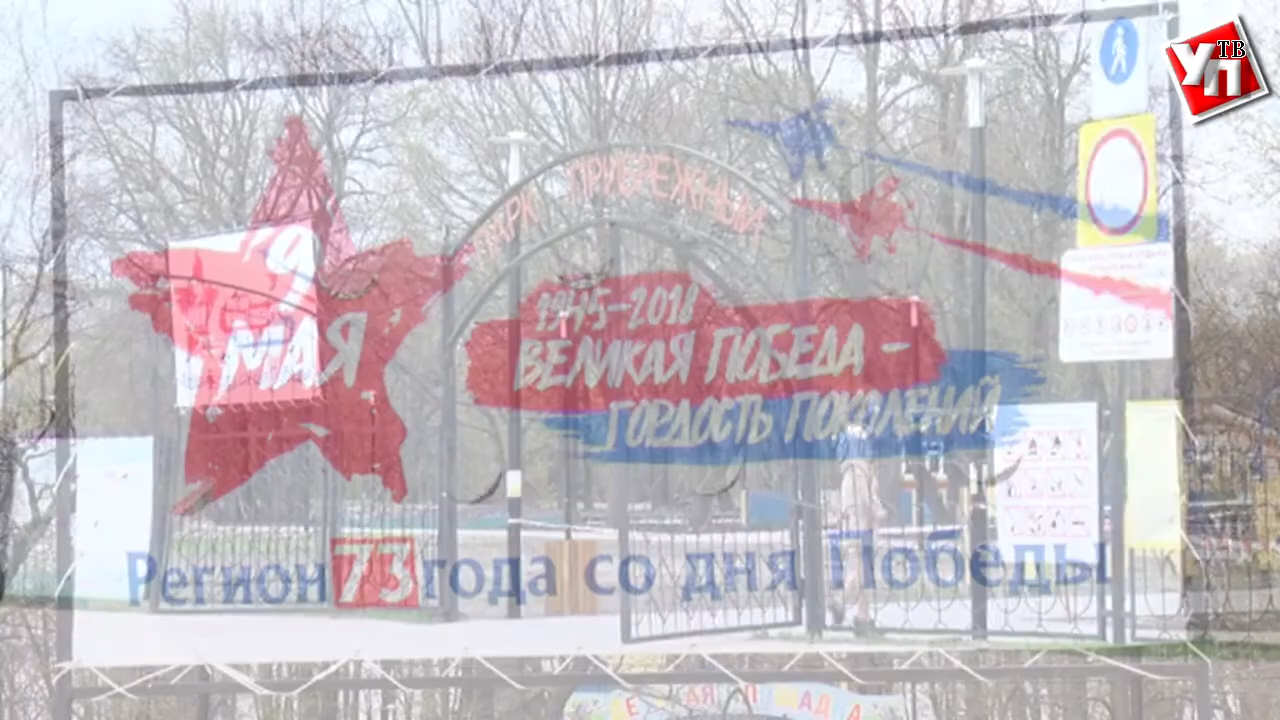 УП ТВ
ПАРК ПРИБРЕЖНЫЙ
9
МАЯ
1945-2018
ВЕЛИКАЯ ПОБЕДА -
ГОРДОСТЬ ПОКОЛЕНИЙ
Регион 73 года со дня Победы